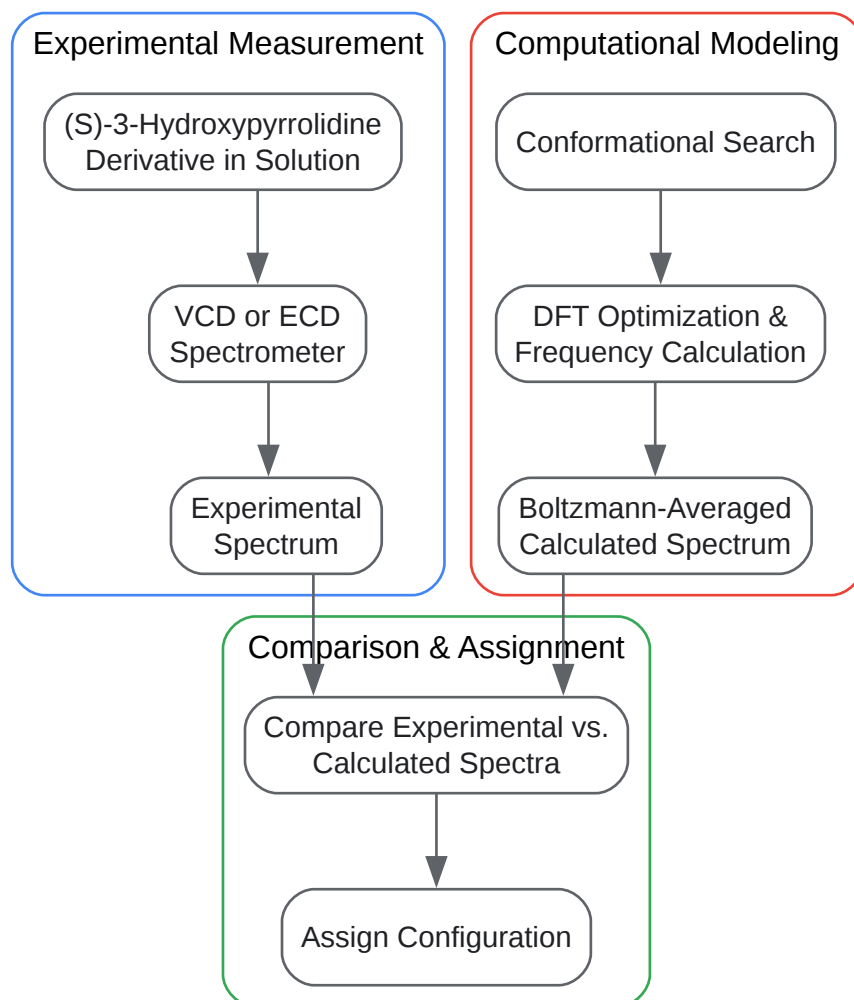 Experimental Measurement
(S)-3-Hydroxypyrrolidine
Derivative in Solution
VCD or ECD
Spectrometer
Experimental
Spectrum
Computational Modeling
Conformational Search
DFT Optimization &
Frequency Calculation
Boltzmann-Averaged
Calculated Spectrum
Comparison & Assignment
Compare Experimental vs.
Calculated Spectra
Assign Configuration